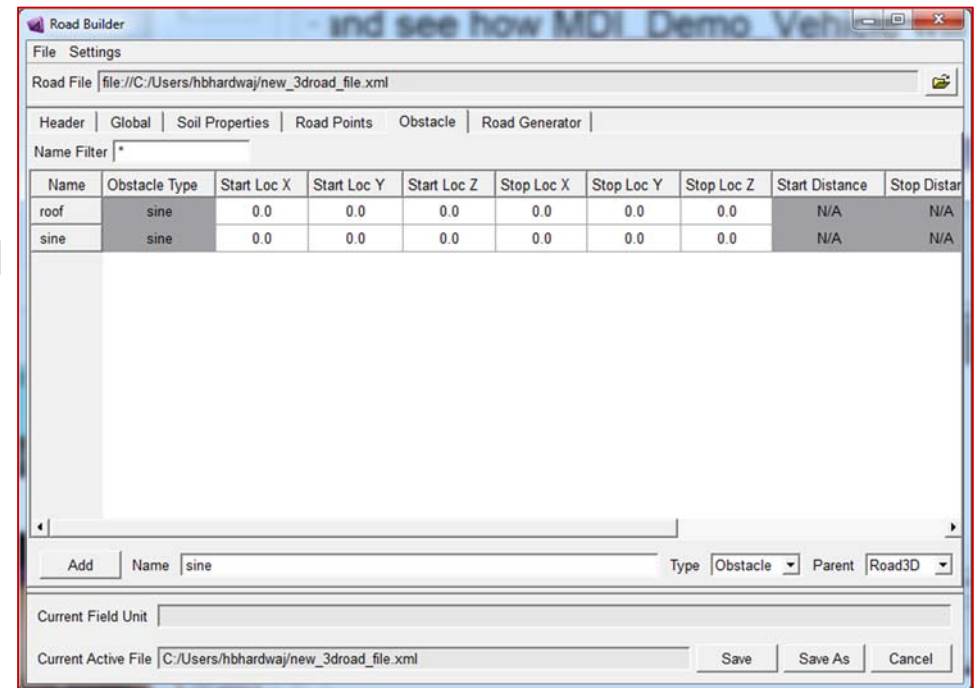 and see how MDI_Demo_Vehicle
Road Builder
File Settings
Road File file://C:/Users/hbhardwaj/new_3droad_file.xml
Header Global Soil Properties Road Points Obstacle Road Generator
Name Filter *
Name Obstacle Type Start Loc X Start Loc Y Start Loc Z Stop Loc X Stop Loc Y Stop Loc Z Start Distance Stop Distar
roof sine 0.0 0.0 0.0 0.0 0.0 0.0 N/A N/A
sine sine 0.0 0.0 0.0 0.0 0.0 0.0 N/A N/A
Add Name sine Type Obstacle Parent Road3D
Current Field Unit
Current Active File C:/Users/hbhardwaj/new_3droad_file.xml Save Save As Cancel